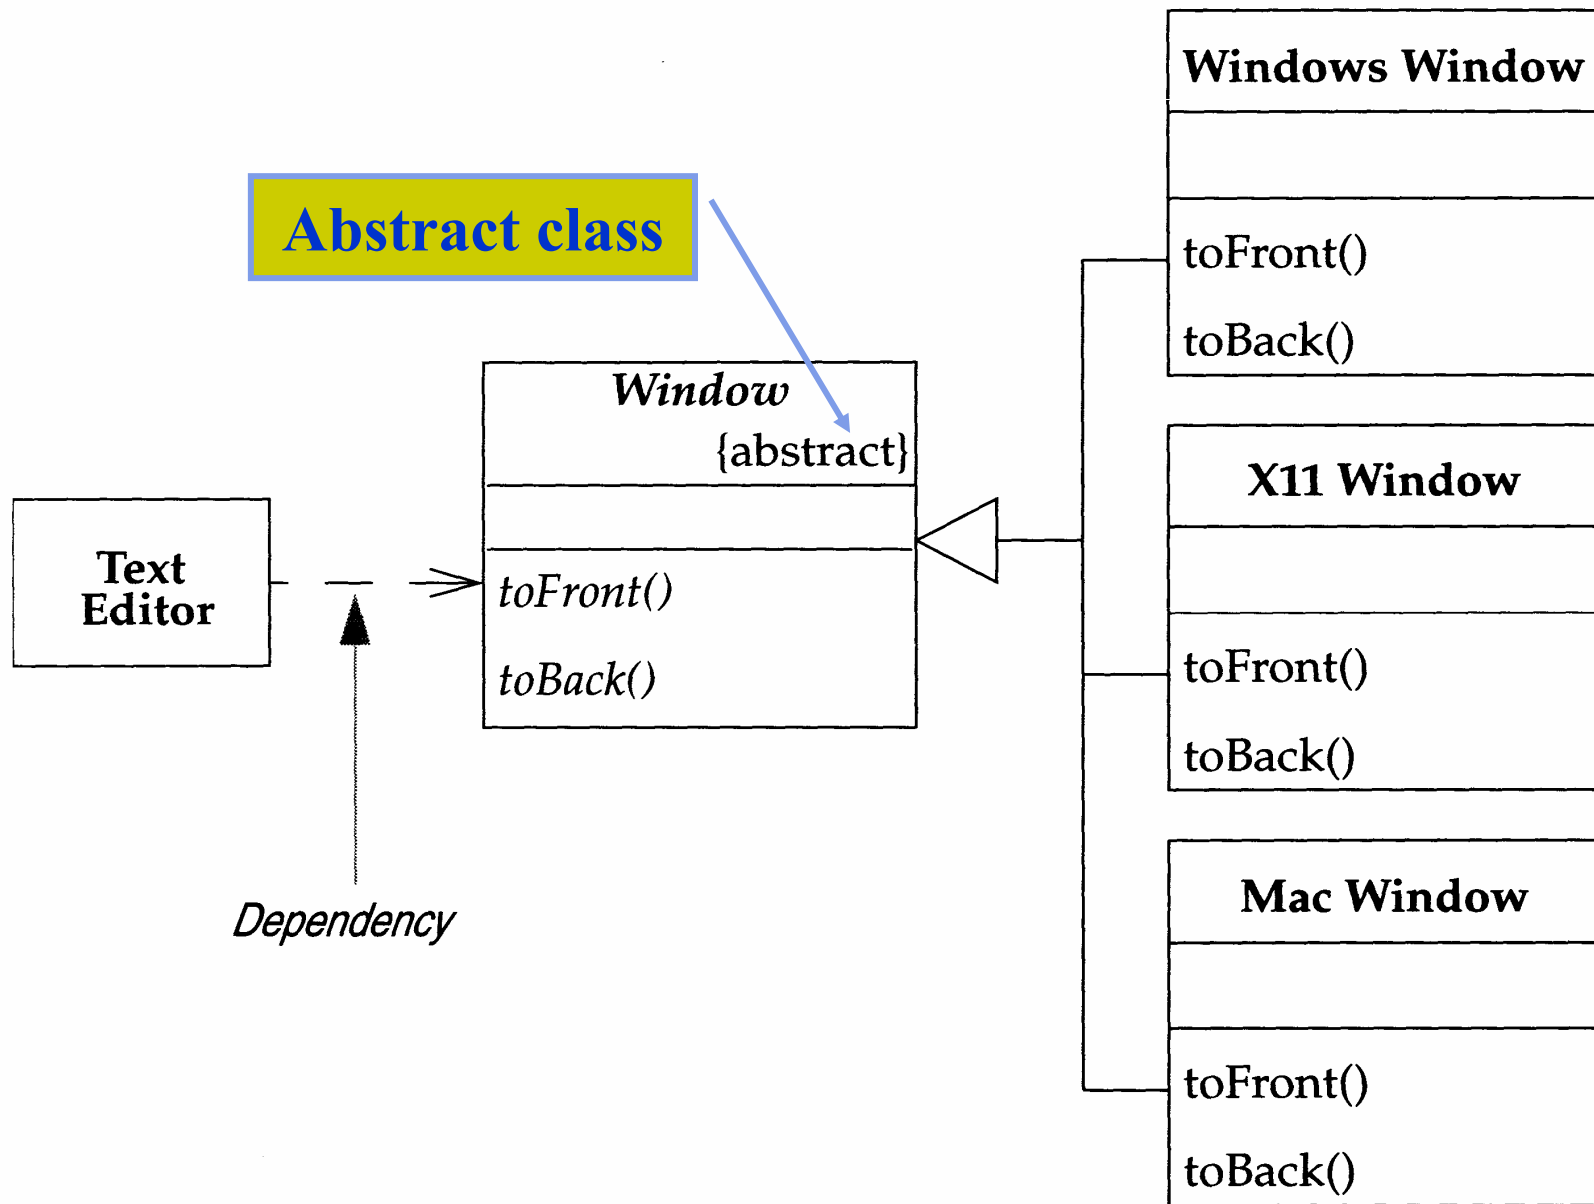 Abstract class
Text
Editor
Dependency
Window
{abstract}
toFront()
toBack()
Windows Window
toFront()
toBack()
X11 Window
toFront()
toBack()
Mac Window
toFront()
toBack()